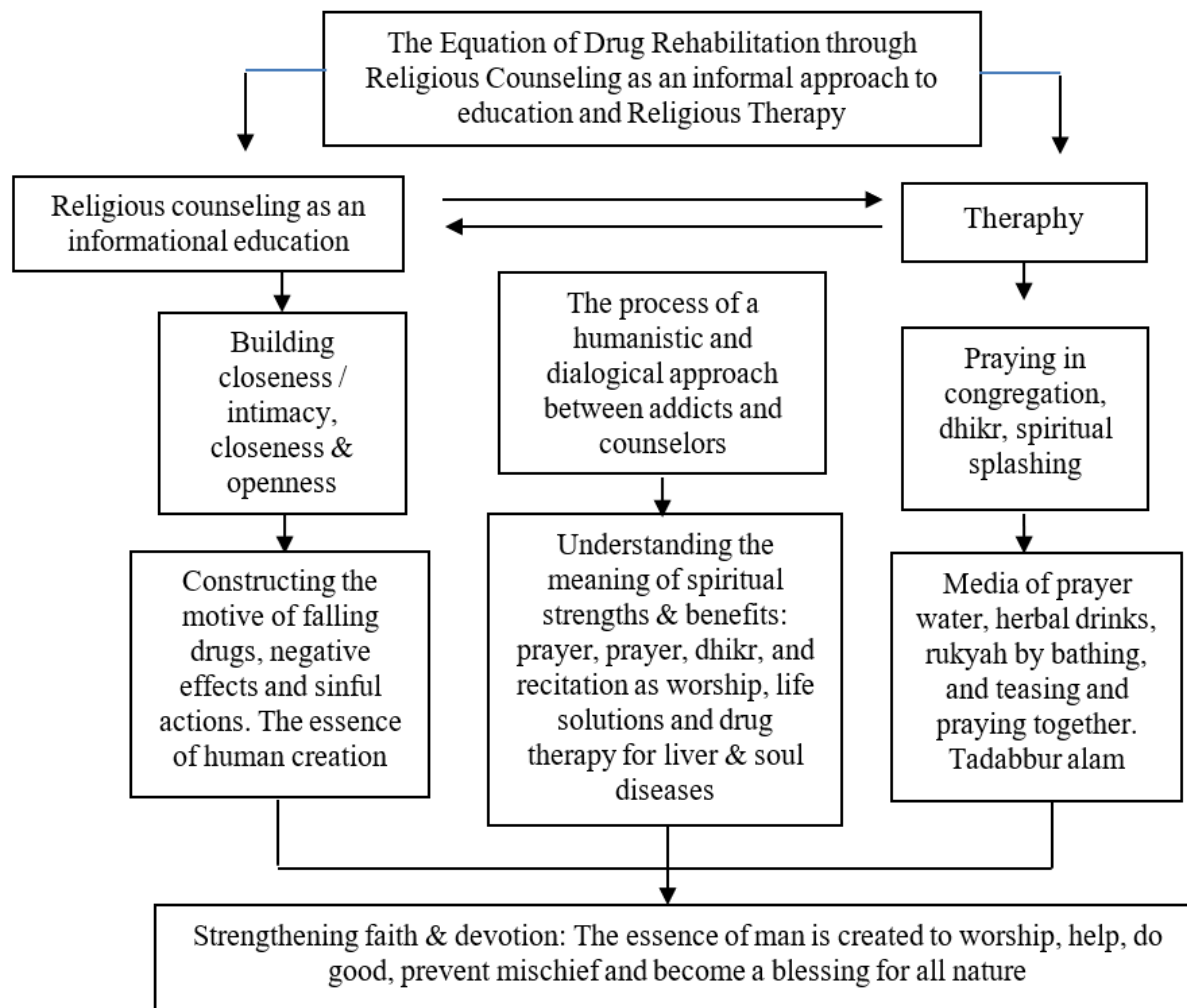 The Equation of Drug Rehabilitation through
Religious Counseling as an informal approach to
education and Religious Therapy
Religious counseling as an
informational education
Theraphy
Building
closeness /
intimacy,
closeness &
openness
The process of a
humanistic and
dialogical approach
between addicts and
counselors
Praying in
congregation,
dhikr, spiritual
splashing
Constructing the
motive of falling
drugs, negative
effects and sinful
actions. The essence
of human creation
Understanding the
meaning of spiritual
strengths & benefits:
prayer, prayer, dhikr, and
recitation as worship, life
solutions and drug
therapy for liver & soul
diseases
Media of prayer
water, herbal drinks,
rukyah by bathing,
and teasing and
praying together.
Tadabbur alam
Strengthening faith & devotion: The essence of man is created to worship, help, do
good, prevent mischief and become a blessing for all nature